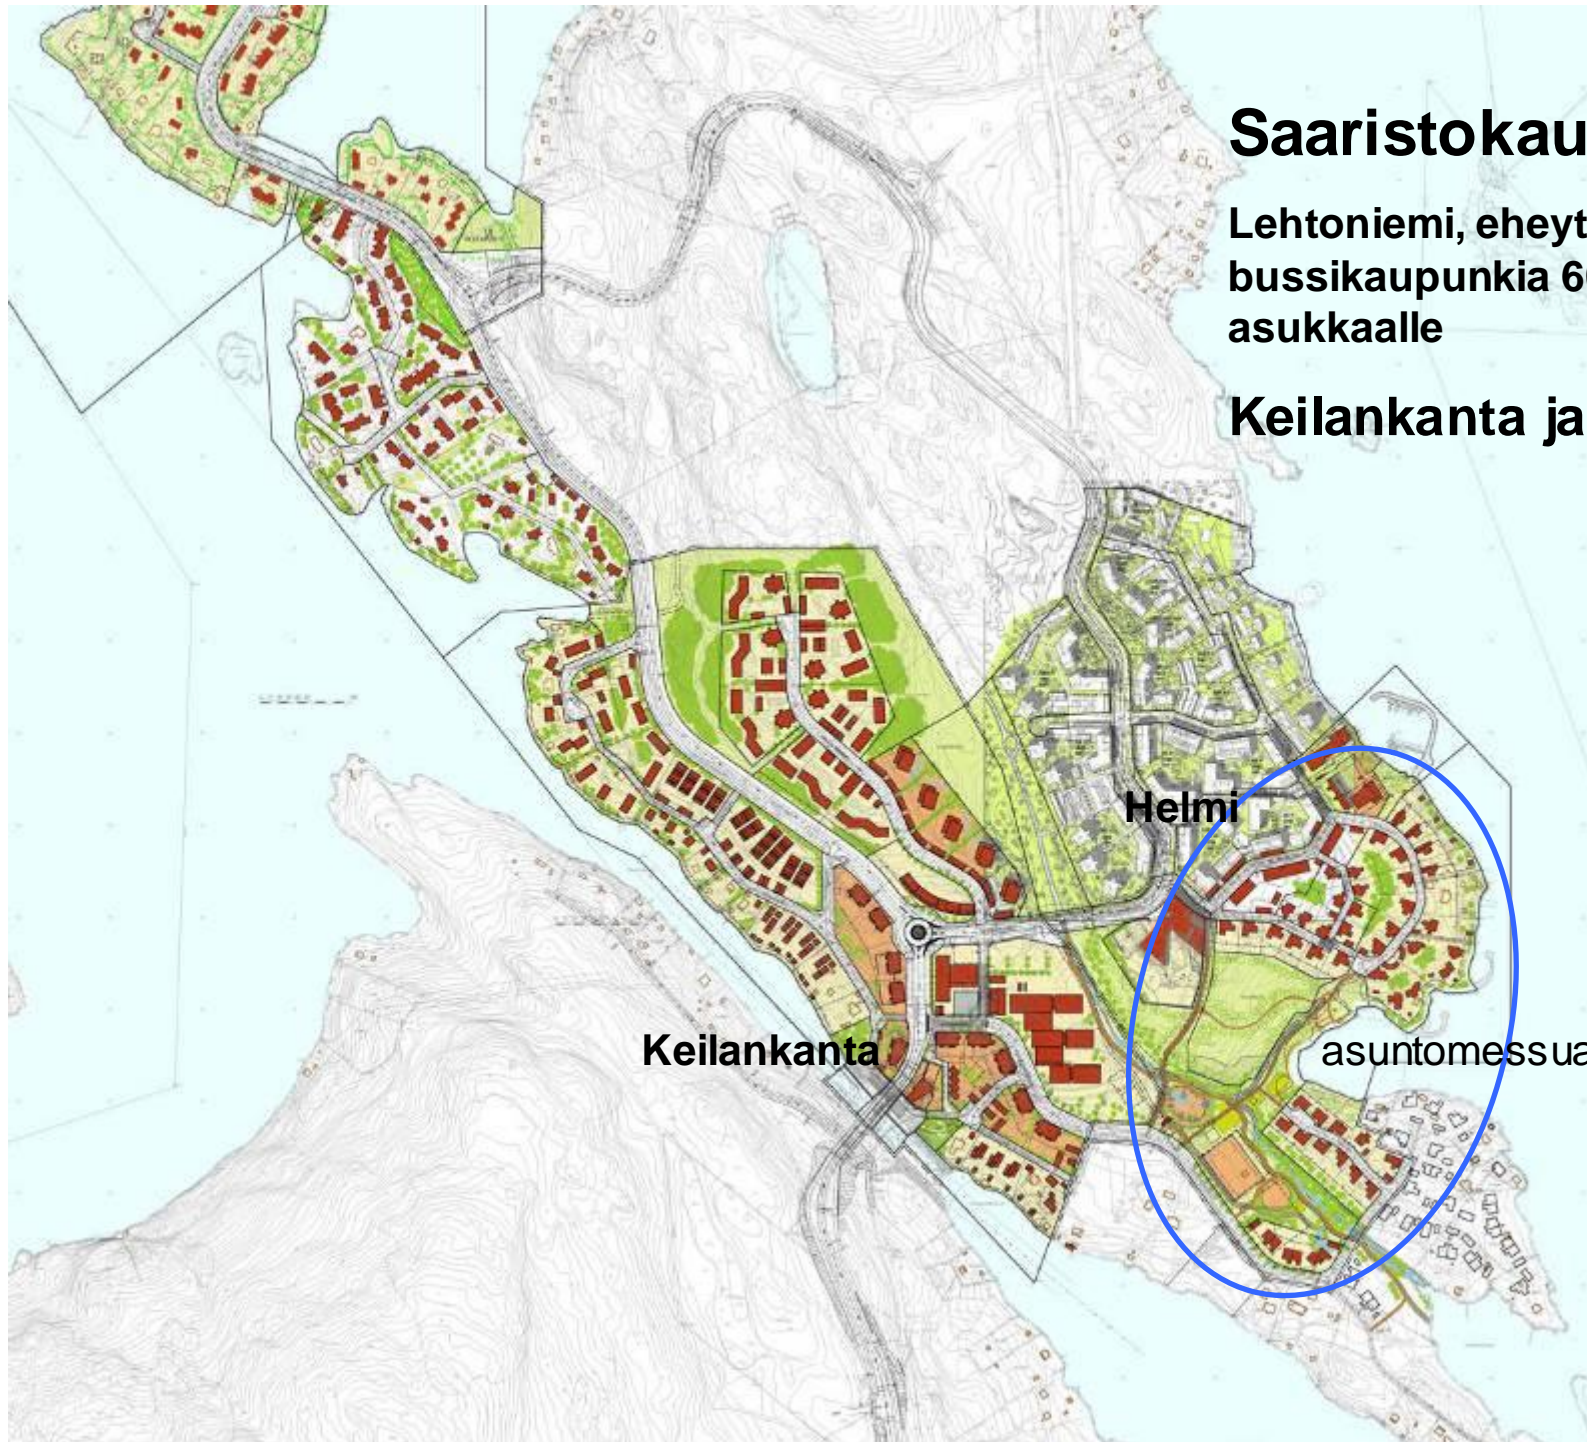 Saaristokau
Lehtoniemi, eheyt
bussikaupunkia 6
asukkaalle
Keilankanta ja
Helmi
Keilankanta
asuntomessua